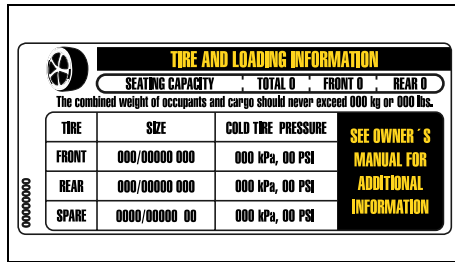 TIRE AND LOADING INFORMATION
SEATING CAPACITY TOTAL 0 FRONT 0 REAR 0
The combined weight of occupants and cargo should never exceed 000 kg or 000 lbs.
TIRE SIZE COLD TIRE PRESSURE
FRONT 000/00000 000 000 kPa, 00 PSI
REAR 000/00000 000 000 kPa, 00 PSI
SPARE 0000/00000 00 000 kPa, 00 PSI
SEE OWNER´S
MANUAL FOR
ADDITIONAL
INFORMATION
00000000